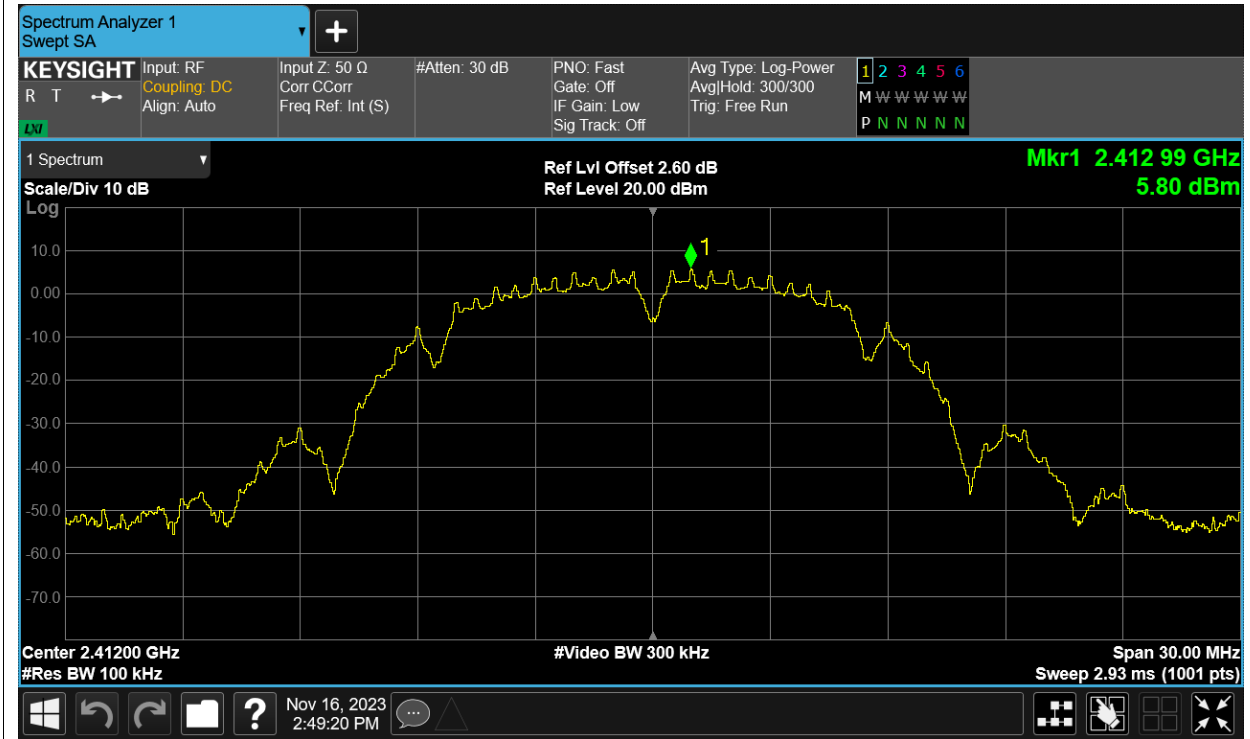 Spectrum Analyzer 1
Swept SA
KEYSIGHT
R T
LXI
Input: RF
Coupling: DC
Align: Auto
Input Z: 50 Ω
Corr CCorr
Freq Ref: Int (S)
#Atten: 30 dB
PNO: Fast
Gate: Off
IF Gain: Low
Sig Track: Off
Avg Type: Log-Power
Avg|Hold: 300/300
Trig: Free Run
1 2 3 4 5 6
M W W W W W
P N N N N N
1 Spectrum
Scale/Div 10 dB
Log
Ref Lvl Offset 2.60 dB
Ref Level 20.00 dBm
Mkr1 2.412 99 GHz
5.80 dBm
1
10.0
0.00
-10.0
-20.0
-30.0
-40.0
-50.0
-60.0
-70.0
Center 2.41200 GHz
#Res BW 100 kHz
#Video BW 300 kHz
Span 30.00 MHz
Sweep 2.93 ms (1001 pts)
?
Nov 16, 2023
2:49:20 PM